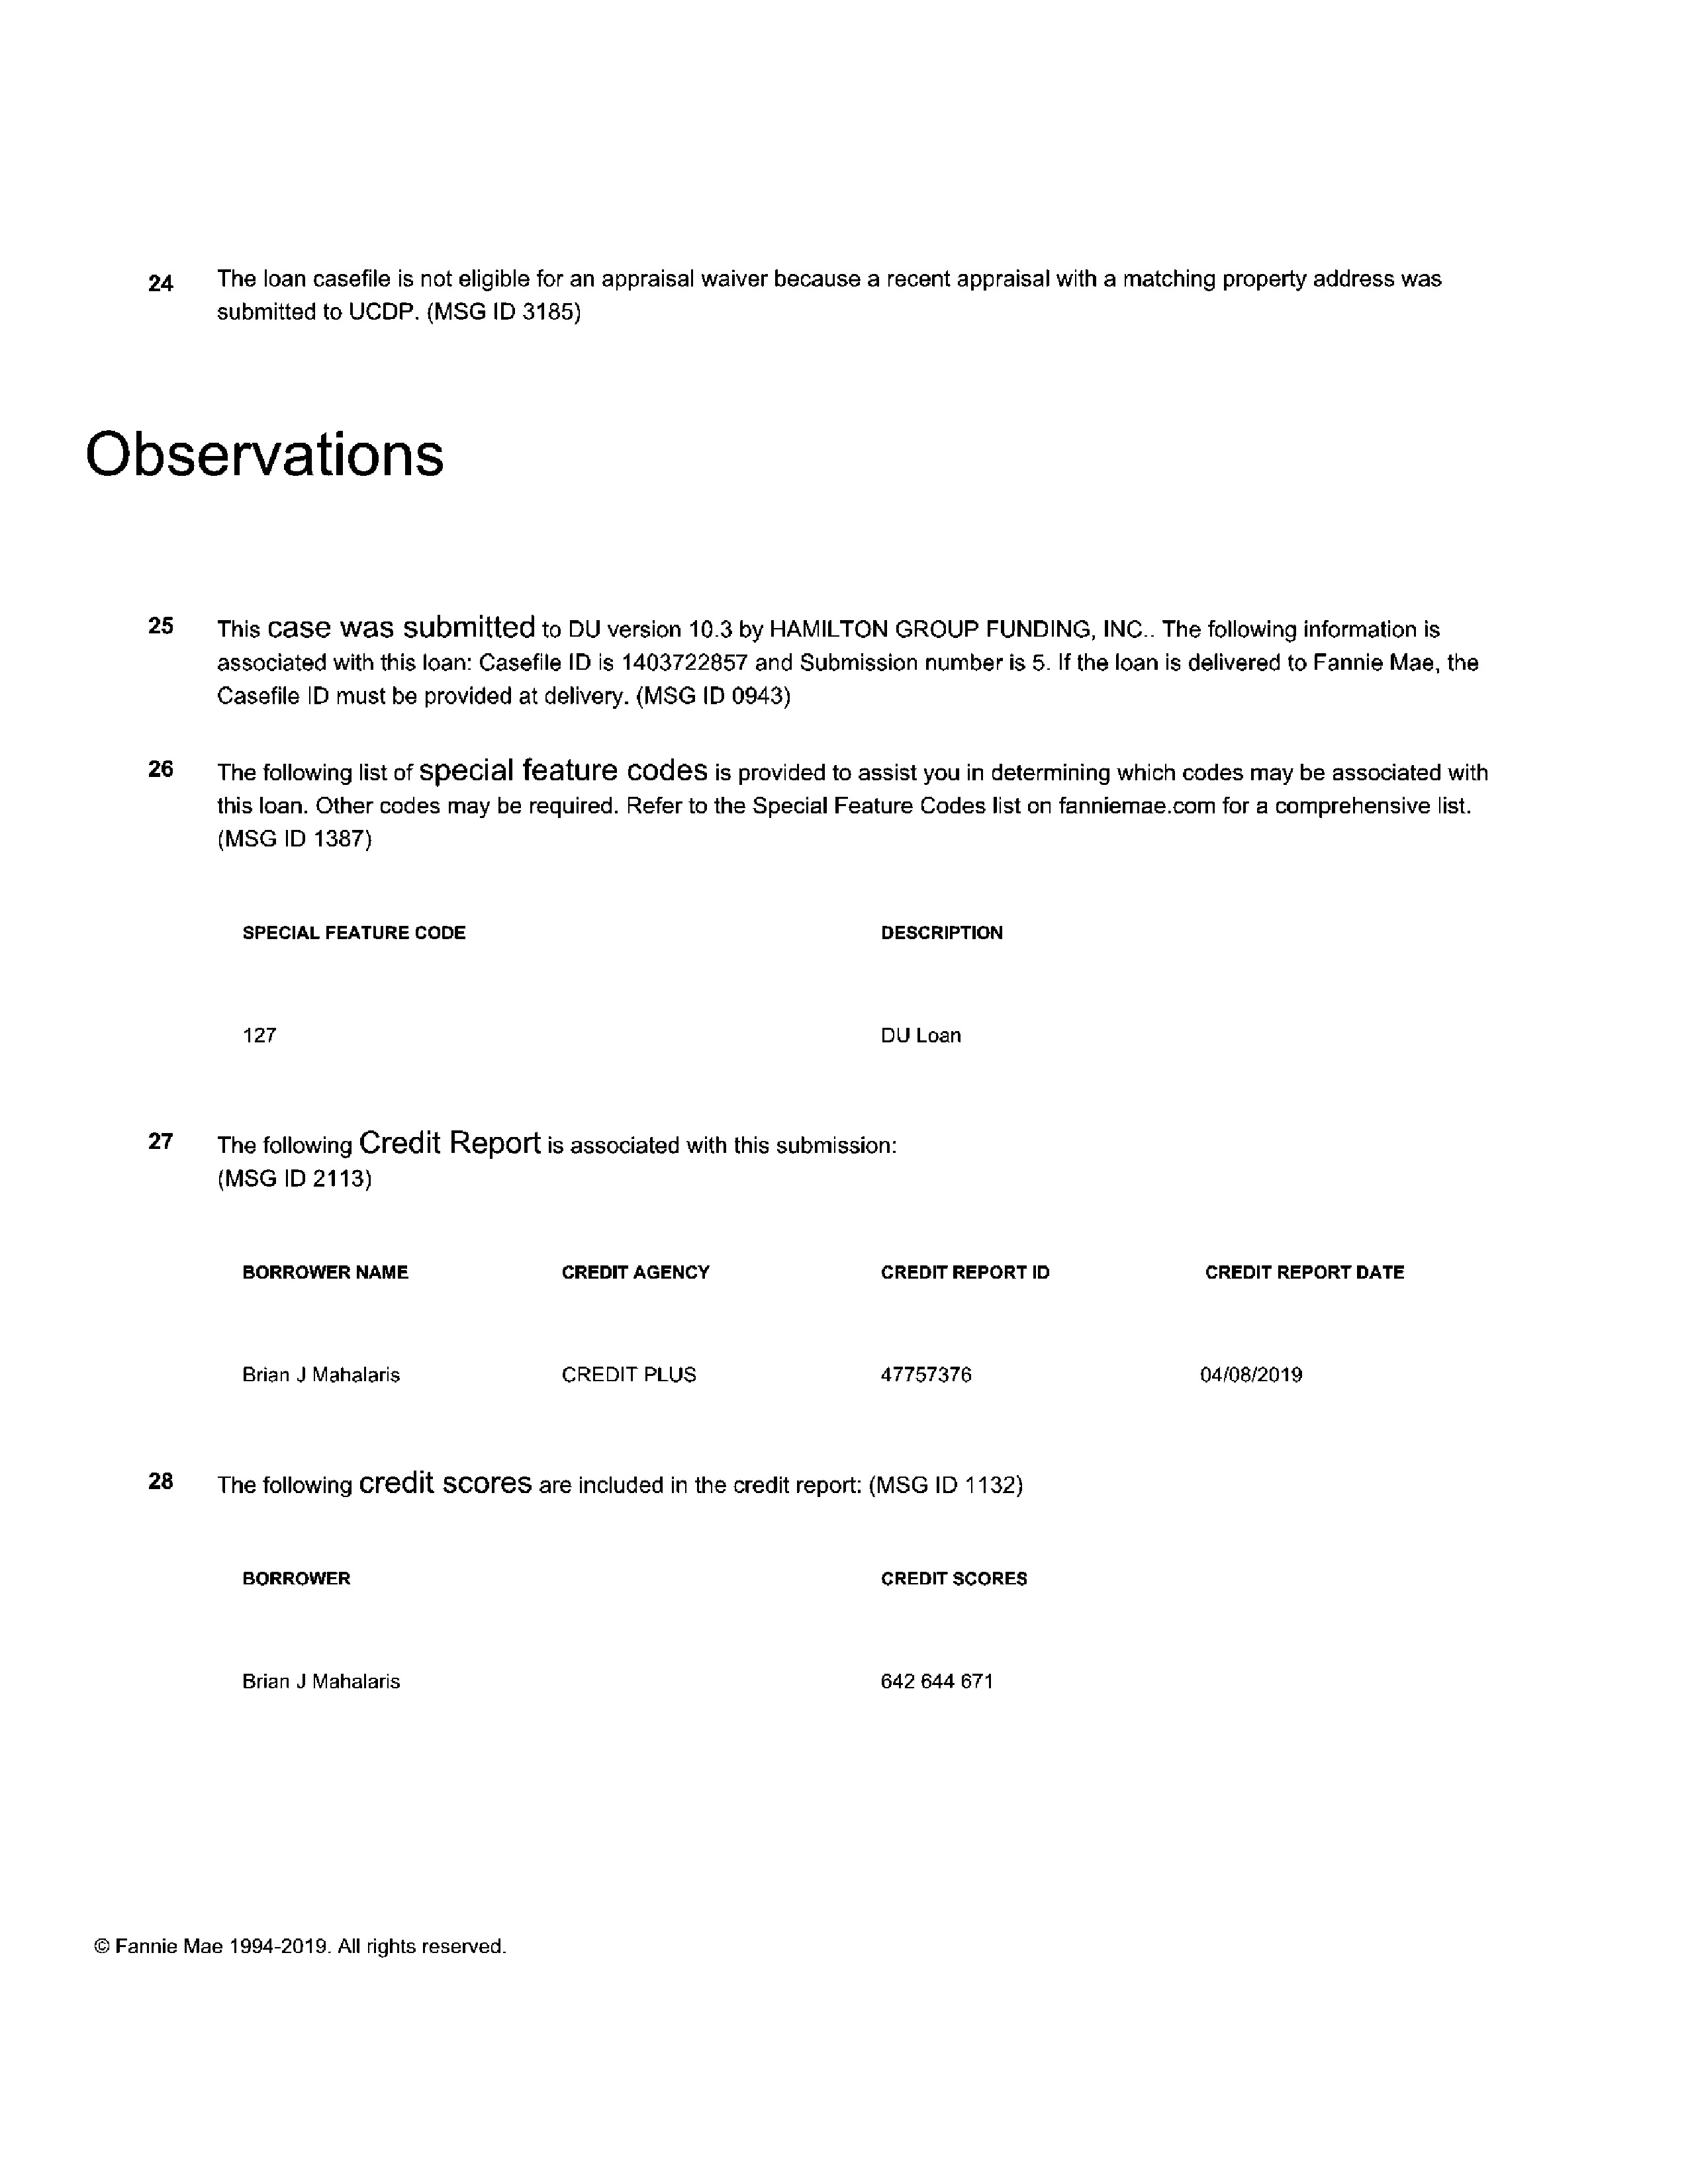 24 The loan casefile is not eligible for an appraisal waiver because a recent appraisal with a matching property address was
submitted to UCDP. (MSG ID 3185)
Observations
25 This case was submitted to DU version 10.3 by HAMILTON GROUP FUNDING, INC.. The following information is
associated with this loan: Casefile ID is 1403722857 and Submission number is 5. If the loan is delivered to Fannie Mae, the
Casefile ID must be provided at delivery. (MSG ID 0943)
26 The following list of special feature codes is provided to assist you in determining which codes may be associated with
this loan. Other codes may be required. Refer to the Special Feature Codes list on fanniemae.com for a comprehensive list.
(MSG ID 1387)
SPECIAL FEATURE CODE DESCRIPTION
127 DU Loan
27 The following Credit Report is associated with this submission:
(MSG ID 2113)
BORROWER NAME CREDIT AGENCY CREDIT REPORT ID CREDIT REPORT DATE
Brian J Mahalaris CREDIT PLUS 47757376 04/08/2019
28 The following credit scores are included in the credit report: (MSG ID 1132)
BORROWER CREDIT SCORES
Brian J Mahalaris 642 644 671
© Fannie Mae 1994-2019. All rights reserved.